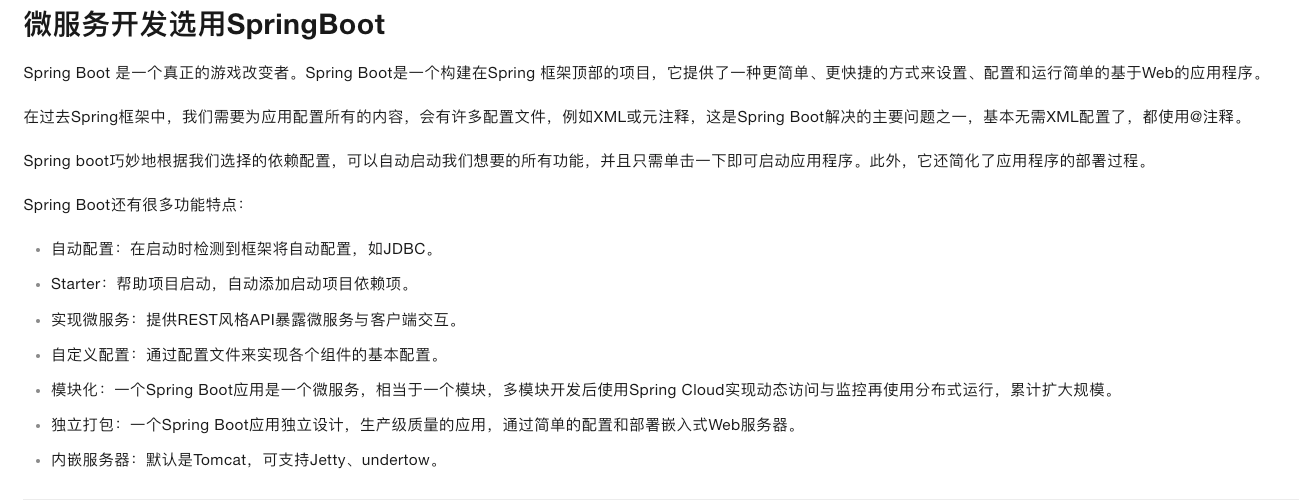 微服务开发选用SpringBoot
Spring Boot 是一个真正的游戏改变者。Spring Boot是一个构建在Spring 框架顶部的项目，它提供了一种更简单、更快捷的方式来设置、配置和运行简单的基于Web的应用程序。
在过去Spring框架中，我们需要为应用配置所有的内容，会有许多配置文件，例如XML或元注释，这是Spring Boot解决的主要问题之一，基本无需XML配置了，都使用@注释。
Spring boot巧妙地根据我们选择的依赖配置，可以自动启动我们想要的所有功能，并且只需单击一下即可启动应用程序。此外，它还简化了应用程序的部署过程。
Spring Boot还有很多功能特点：
• 自动配置：在启动时检测到框架将自动配置，如JDBC。
• Starter：帮助项目启动，自动添加启动项目依赖项。
• 实现微服务：提供REST风格API暴露微服务与客户端交互。
• 自定义配置：通过配置文件来实现各个组件的基本配置。
• 模块化：一个Spring Boot应用是一个微服务，相当于一个模块，多模块开发后使用Spring Cloud实现动态访问与监控再使用分布式运行，累计扩大规模。
• 独立打包：一个Spring Boot应用独立设计，生产级质量的应用，通过简单的配置和部署嵌入式Web服务器。
• 内嵌服务器：默认是Tomcat，可支持Jetty、undertow。